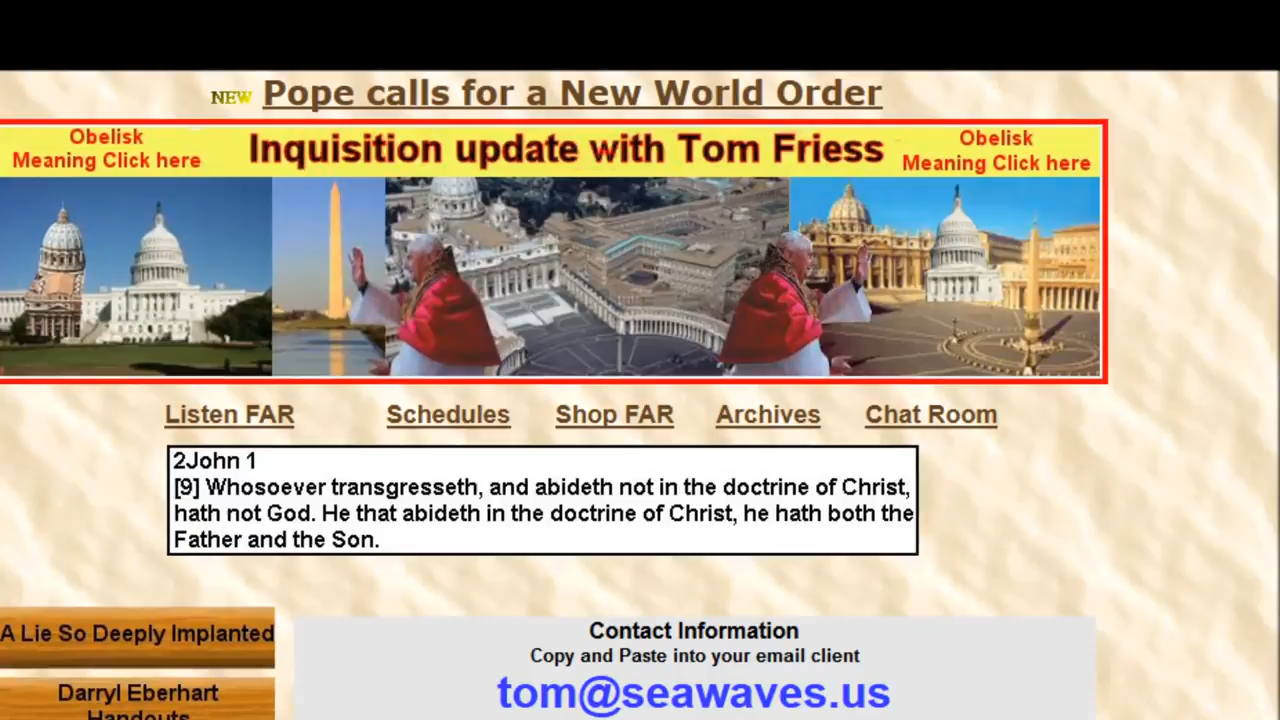 NEW Pope calls for a New World Order
Obelisk
Meaning Click here
Inquisition update with Tom Friess
Obelisk
Meaning Click here
Listen FAR Schedules Shop FAR Archives Chat Room
2John 1
[9] Whosoever transgresseth, and abideth not in the doctrine of Christ,
hath not God. He that abideth in the doctrine of Christ, he hath both the
Father and the Son.
A Lie So Deeply Implanted
Darryl Eberhart
Handouts
Contact Information
Copy and Paste into your email client
tom@seawaves.us